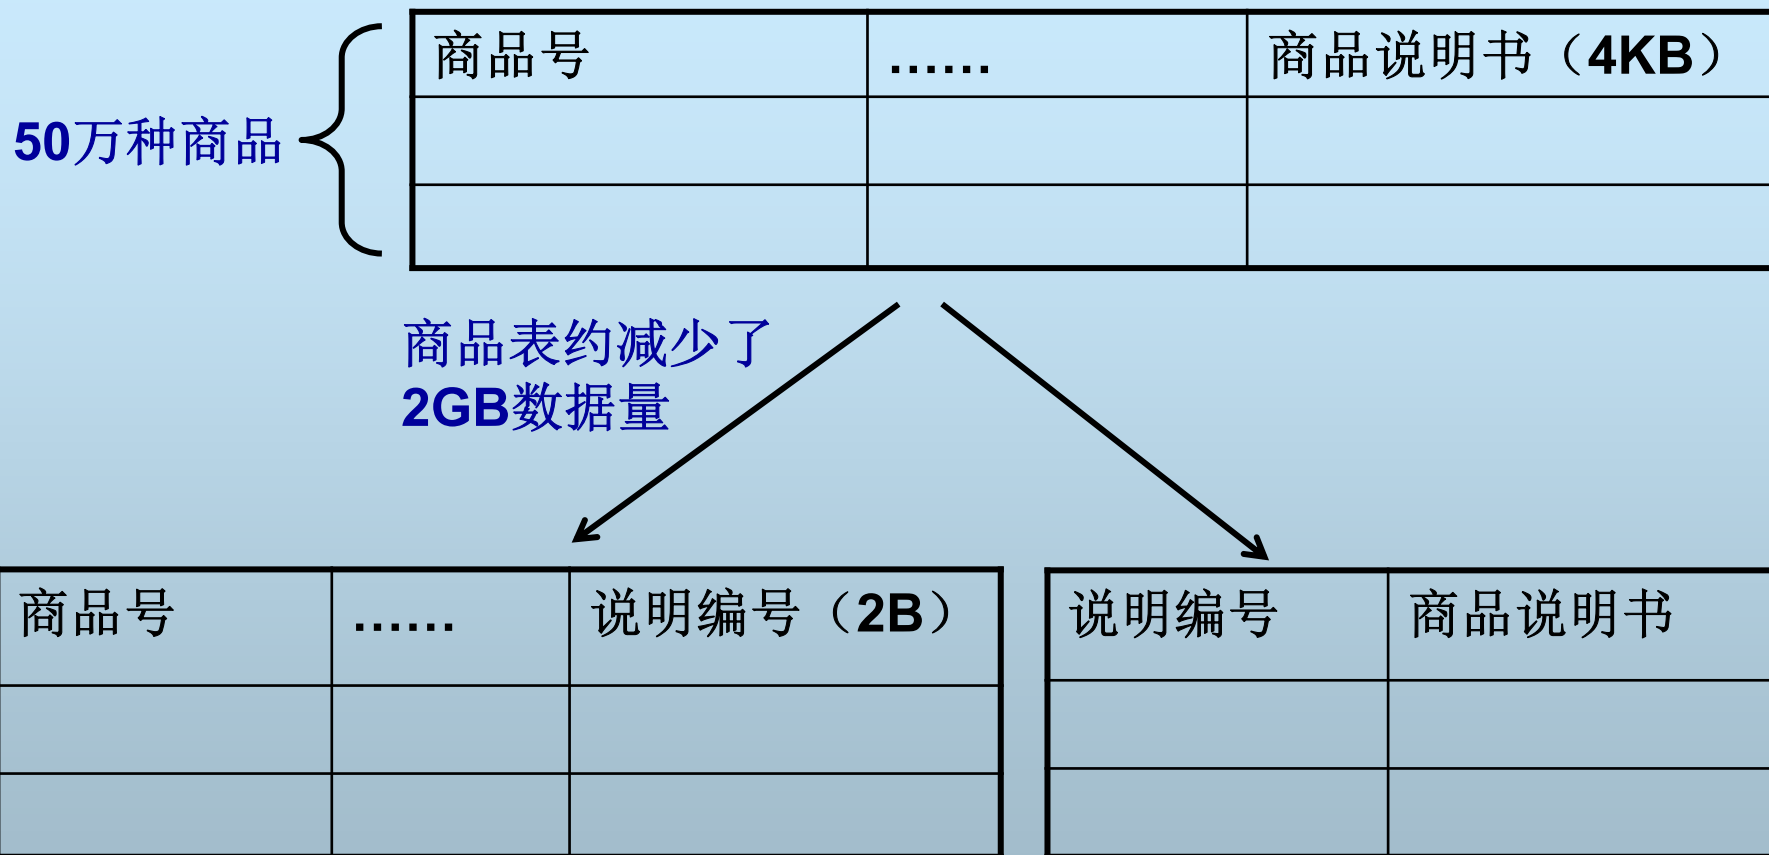 商品号
......
商品说明书（4KB）
50万种商品
商品表约减少了
2GB数据量
商品号
......
说明编号（2B）
说明编号
商品说明书